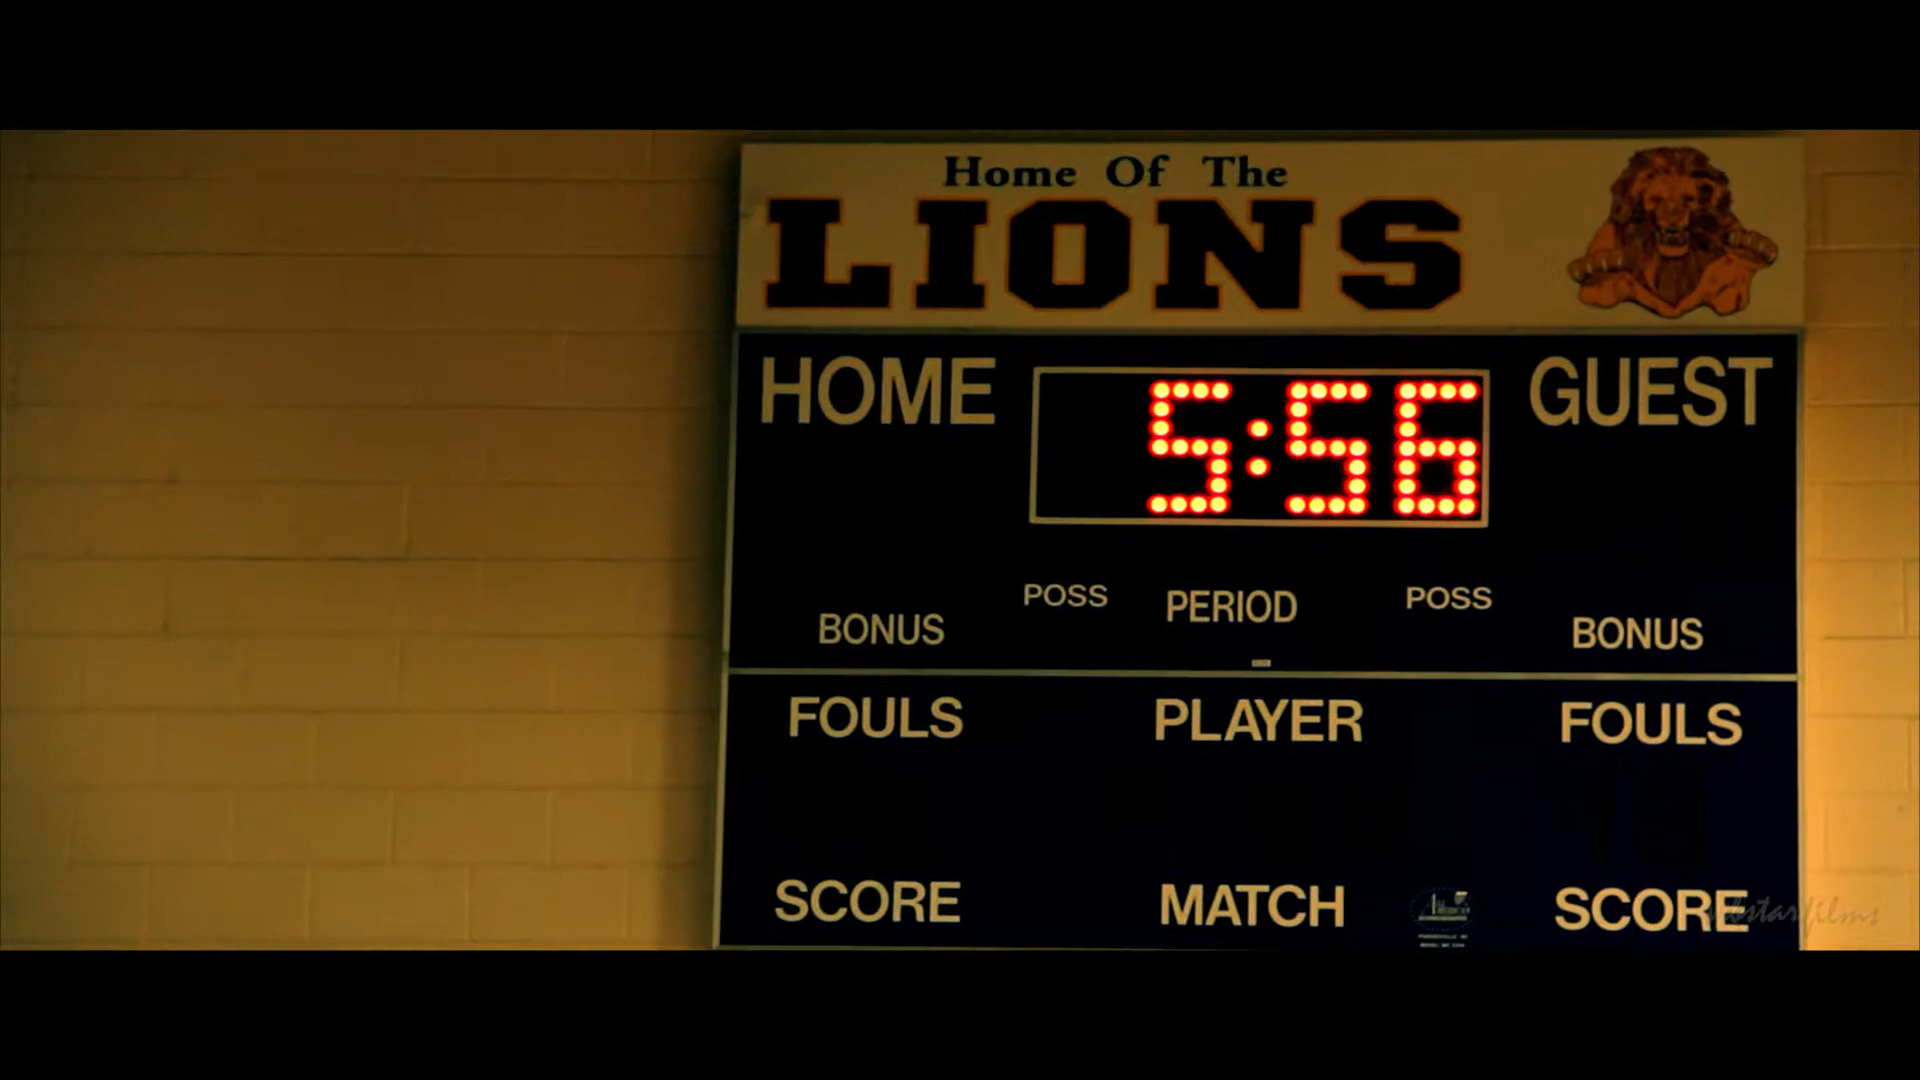 Home Of The
LIONS
HOME
5:56
GUEST
POSS
PERIOD
POSS
BONUS
BONUS
FOULS
PLAYER
FOULS
SCORE
MATCH
SCORE